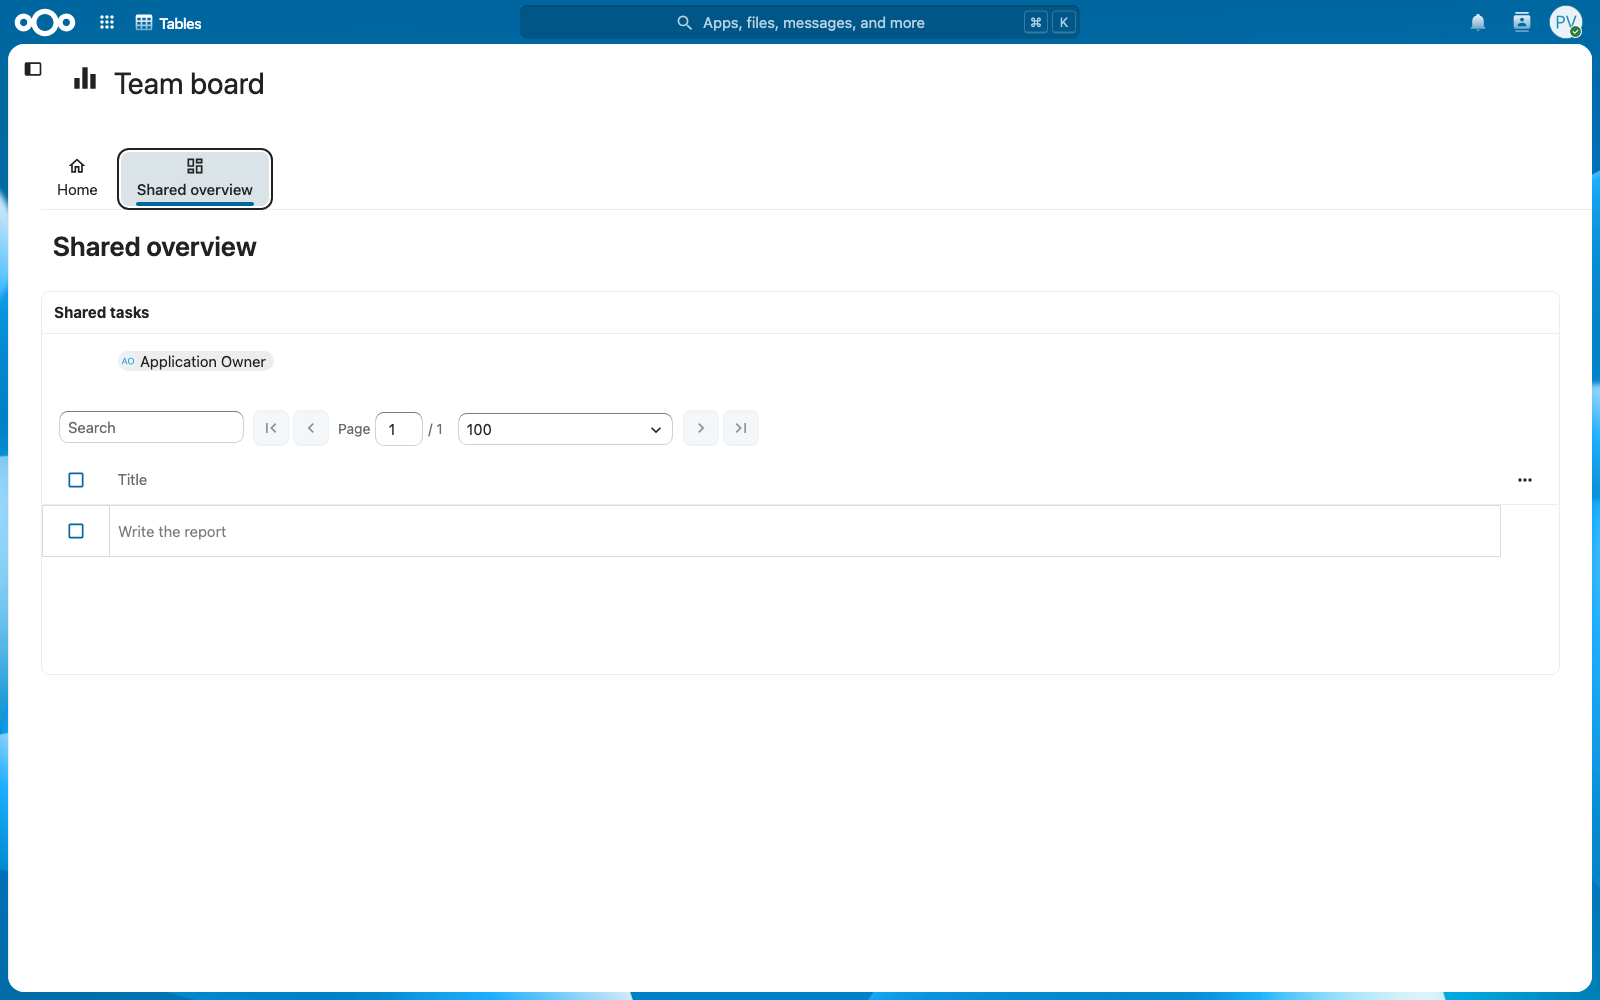 Tables
Apps, files, messages, and more
⌘ K
PV
Team board
Home
Shared overview
Shared overview
Shared tasks
AO Application Owner
Search
Page 1 / 1 100
Title
Write the report